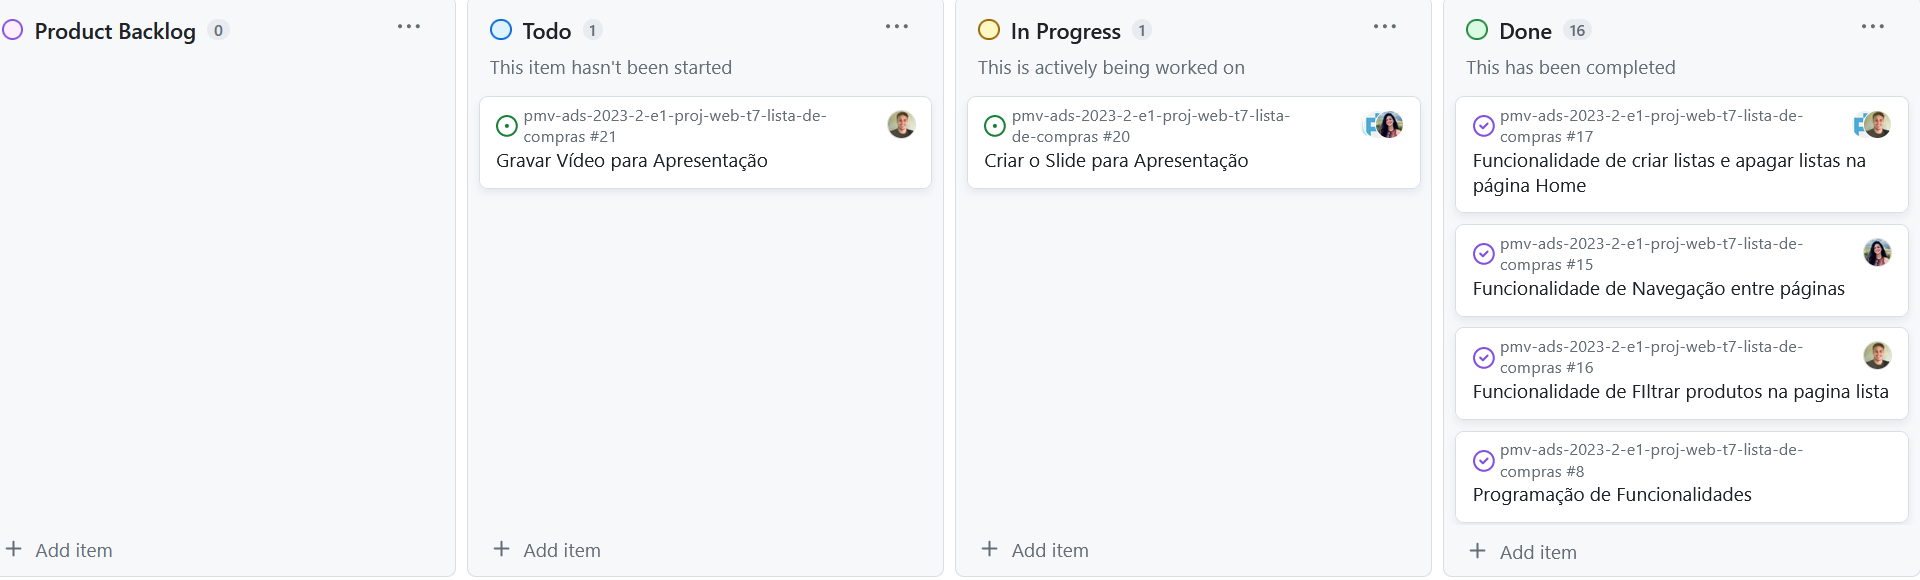 Product Backlog 0
Add item
Todo 1
This item hasn't been started
pmv-ads-2023-2-e1-proj-web-t7-lista-de-
compras #21
Gravar Vídeo para Apresentação
Add item
In Progress 1
This is actively being worked on
pmv-ads-2023-2-e1-proj-web-t7-lista-
de-compras #20
Criar o Slide para Apresentação
Add item
Done 16
This has been completed
pmv-ads-2023-2-e1-proj-web-t7-lista-de-
compras #17
Funcionalidade de criar listas e apagar listas na
página Home
pmv-ads-2023-2-e1-proj-web-t7-lista-de-
compras #15
Funcionalidade de Navegação entre páginas
pmv-ads-2023-2-e1-proj-web-t7-lista-de-
compras #16
Funcionalidade de FIltrar produtos na pagina lista
pmv-ads-2023-2-e1-proj-web-t7-lista-de-
compras #8
Programação de Funcionalidades
Add item